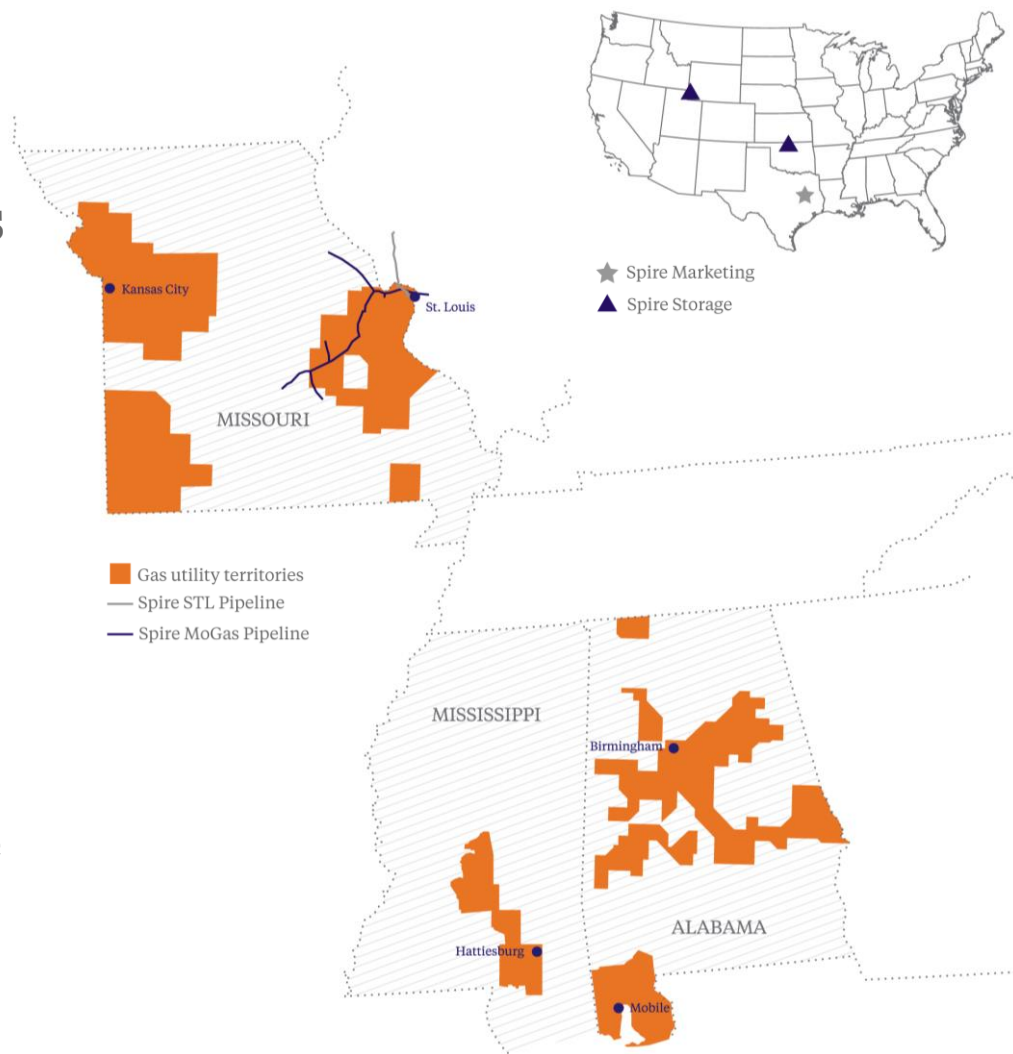 s
Spire Marketing
Spire Storage
Kansas City
St. Louis
MISSOURI
Gas utility territories
Spire STL Pipeline
Spire MoGas Pipeline
MISSISSIPPI
Birmingham
ALABAMA
Hattiesburg
Mobile